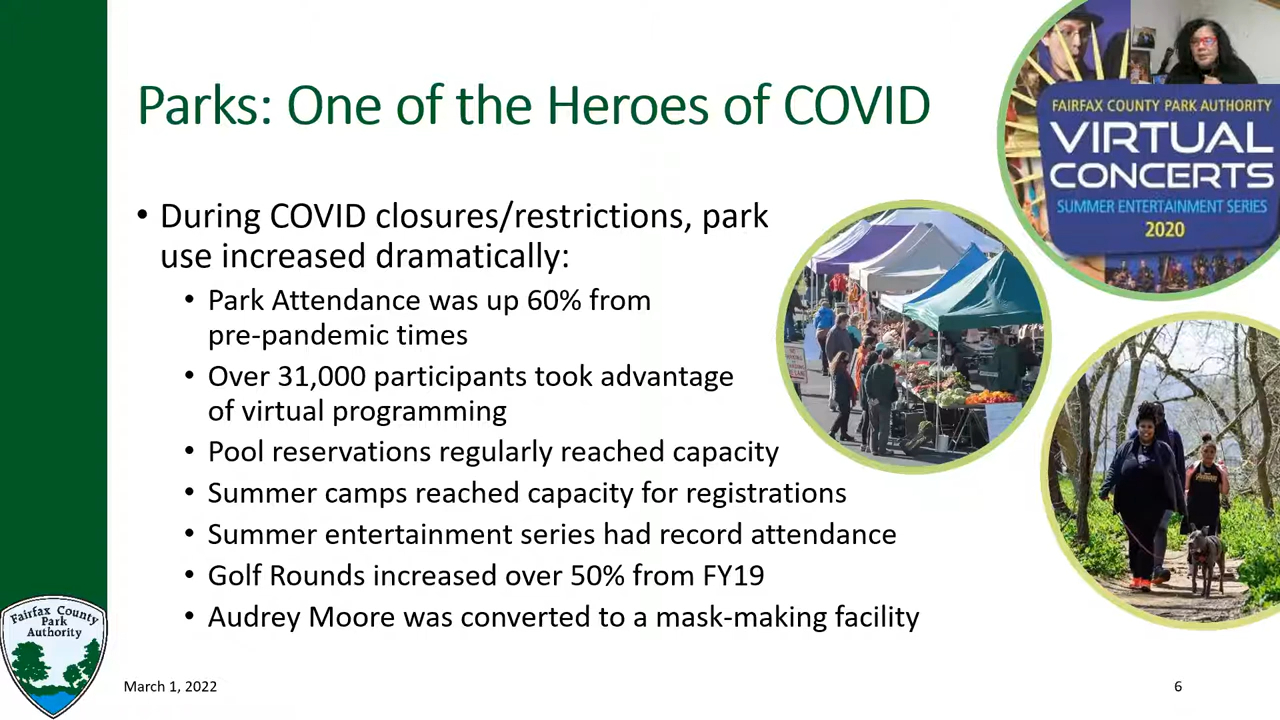 Parks: One of the Heroes of COVID
• During COVID closures/restrictions, park
use increased dramatically:
• Park Attendance was up 60% from
pre-pandemic times
• Over 31,000 participants took advantage
of virtual programming
• Pool reservations regularly reached capacity
• Summer camps reached capacity for registrations
• Summer entertainment series had record attendance
• Golf Rounds increased over 50% from FY19
• Audrey Moore was converted to a mask-making facility
FAIRFAX COUNTY PARK AUTHORITY
VIRTUAL
CONCERTS
SUMMER ENTERTAINMENT SERIES
2020
Fairfax County
Park
Authority
March 1, 2022
6